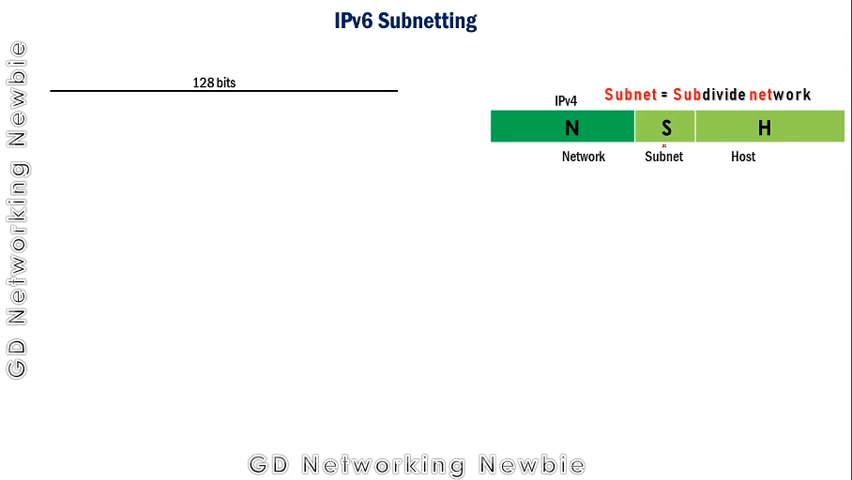 IPv6 Subnetting
128 bits
Subnet = Subdivide network
IPv4
N S H
Network Subnet Host
GD Networking Newbie
GD Networking Newbie